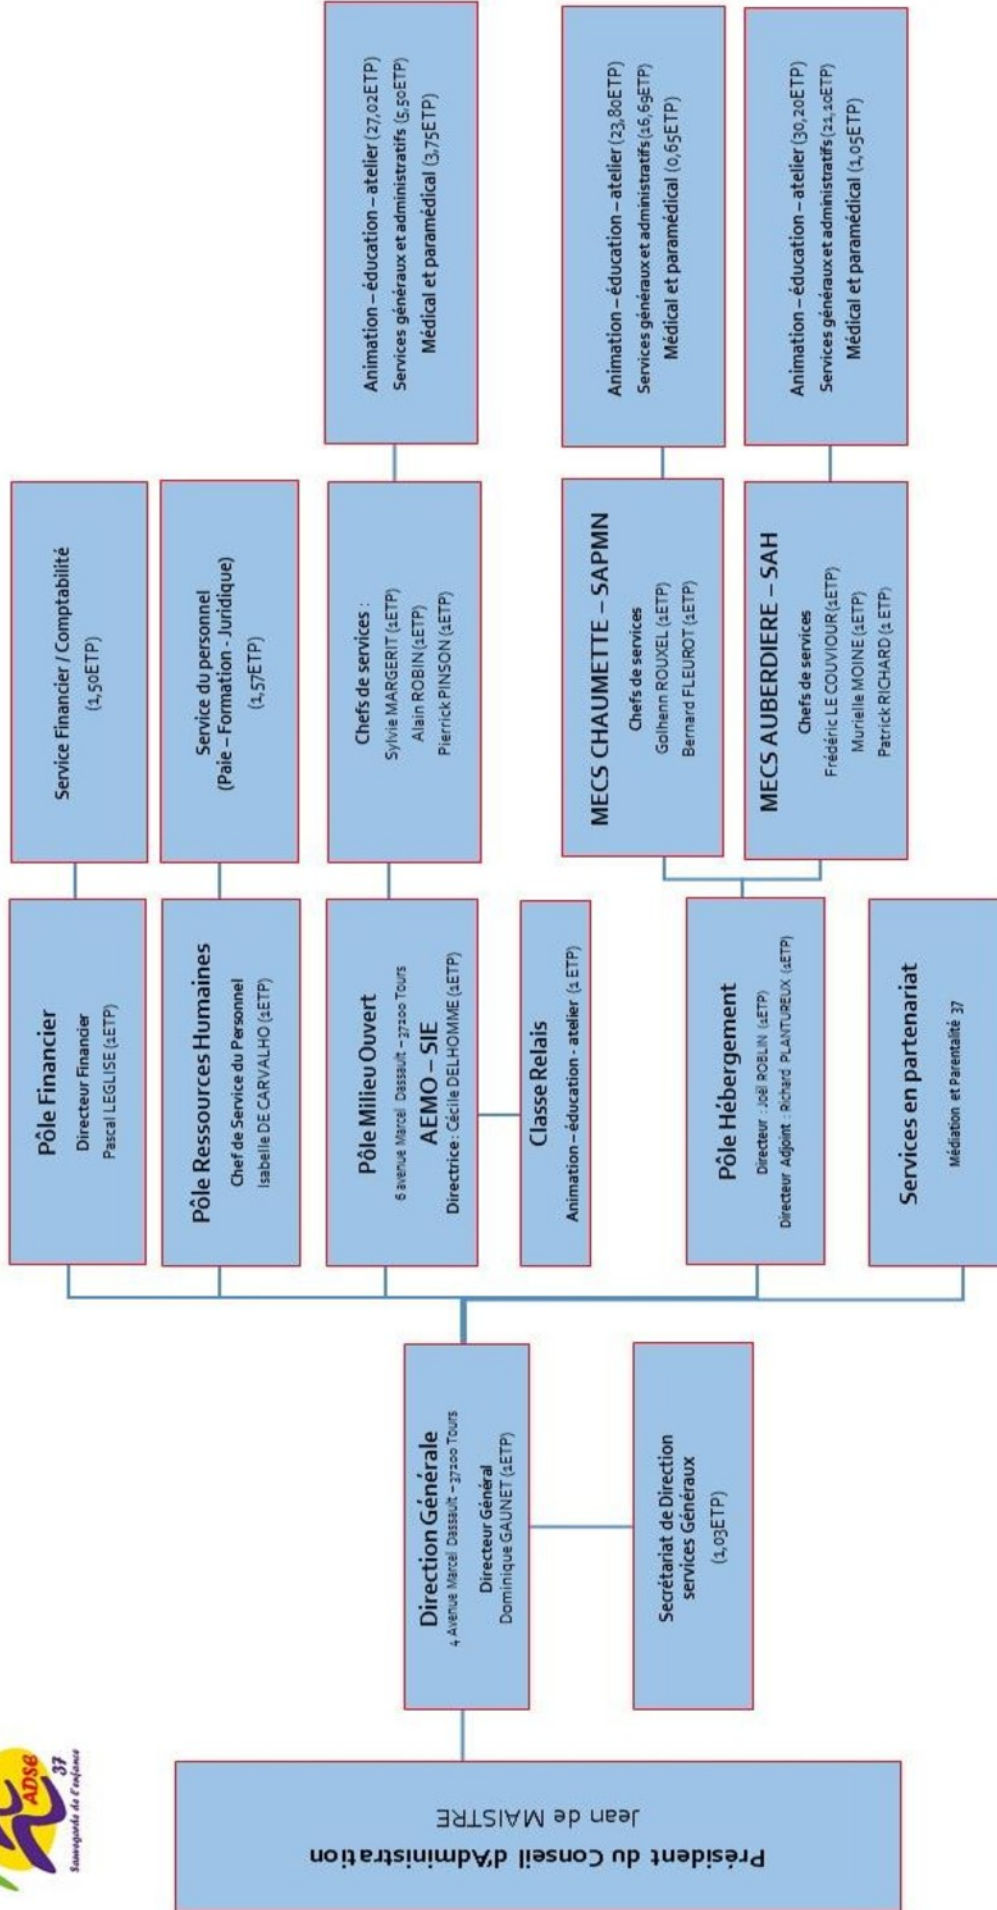 ADSE
37
Sauvegarde de l'enfance
Président du Conseil d'Administration
Jean de MAISTRE
Direction Générale
4 Avenue Marcel Dassault – 37200 Tours
Directeur Général
Dominique GAUNET (1ETP)
Secrétariat de Direction
services Généraux
(1,03ETP)
Pôle Financier
Directeur Financier
Pascal LEGLISE (1ETP)
Service Financier / Comptabilité
(1,50ETP)
Pôle Ressources Humaines
Chef de Service du Personnel
Isabelle DE CARVALHO (1ETP)
Service du personnel
(Paie – Formation - Juridique)
(1,57ETP)
Pôle Milieu Ouvert
6 avenue Marcel Dassault – 37200 Tours
AEMO – SIE
Directrice : Cécile DELHOMME (1ETP)
Chefs de services :
Sylvie MARGERIT (1ETP)
Alain ROBIN (1ETP)
Pierrick PINSON (1ETP)
Animation – éducation – atelier (27,02ETP)
Services généraux et administratifs (5,50ETP)
Médical et paramédical (3,75ETP)
Classe Relais
Animation – éducation - atelier (1 ETP)
Pôle Hébergement
Directeur : Joël ROBLIN (1ETP)
Directeur Adjoint : Richard PLANTUREUX (1ETP)
MECS CHAUMETTE – SAPMN
Chefs de services
Golhenn ROUXEL (1ETP)
Bernard FLEUROT (1ETP)
Animation – éducation – atelier (23,80ETP)
Services généraux et administratifs (16,69ETP)
Médical et paramédical (0,65ETP)
MECS AUBERDIERE – SAH
Chefs de services
Frédéric LE COUVIOUR (1ETP)
Murielle MOINE (1ETP)
Patrick RICHARD (1 ETP)
Animation – éducation – atelier (30,20ETP)
Services généraux et administratifs (21,10ETP)
Médical et paramédical (1,05ETP)
Services en partenariat
Médiation et Parentalité 37